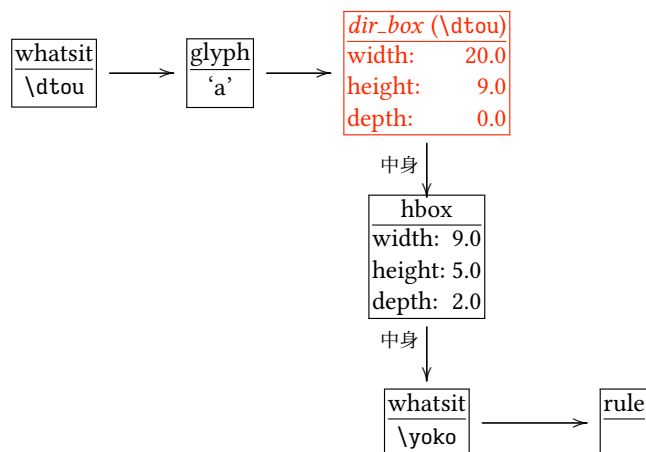 whatsit
\dtou
glyph
‘a’
dir_box (\dtou)
width: 20.0
height: 9.0
depth: 0.0
中身
hbox
width: 9.0
height: 5.0
depth: 2.0
中身
whatsit
\yoko
rule